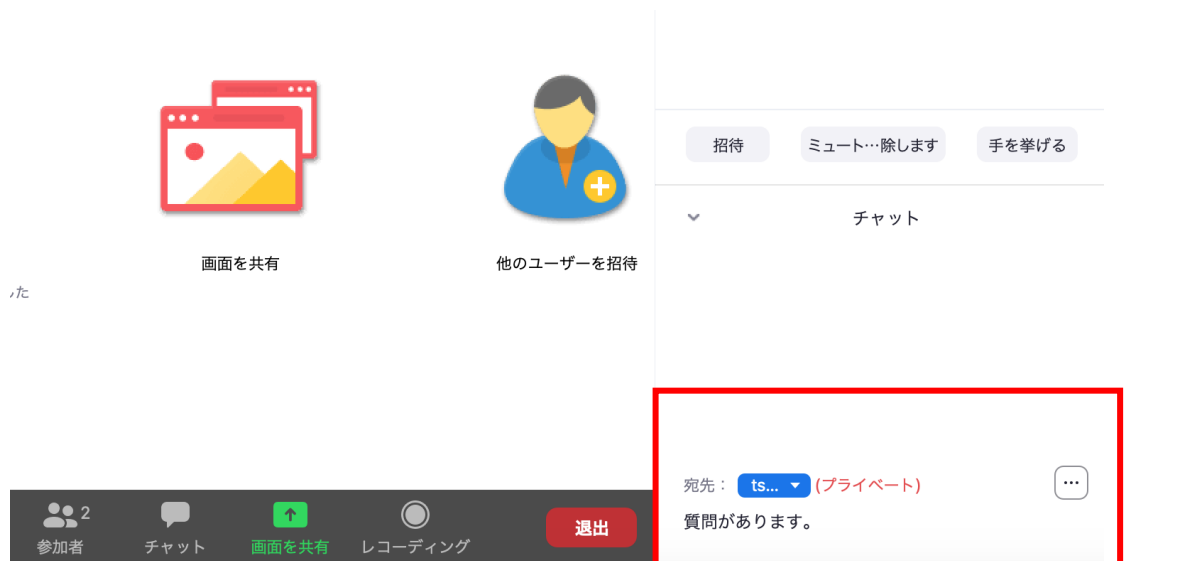 画面を共有
他のユーザーを招待
した
参加者
2
チャット
画面を共有
レコーディング
退出
招待
ミュート…除します
手を挙げる
チャット
宛先：
ts...
(プライベート)
...
質問があります。